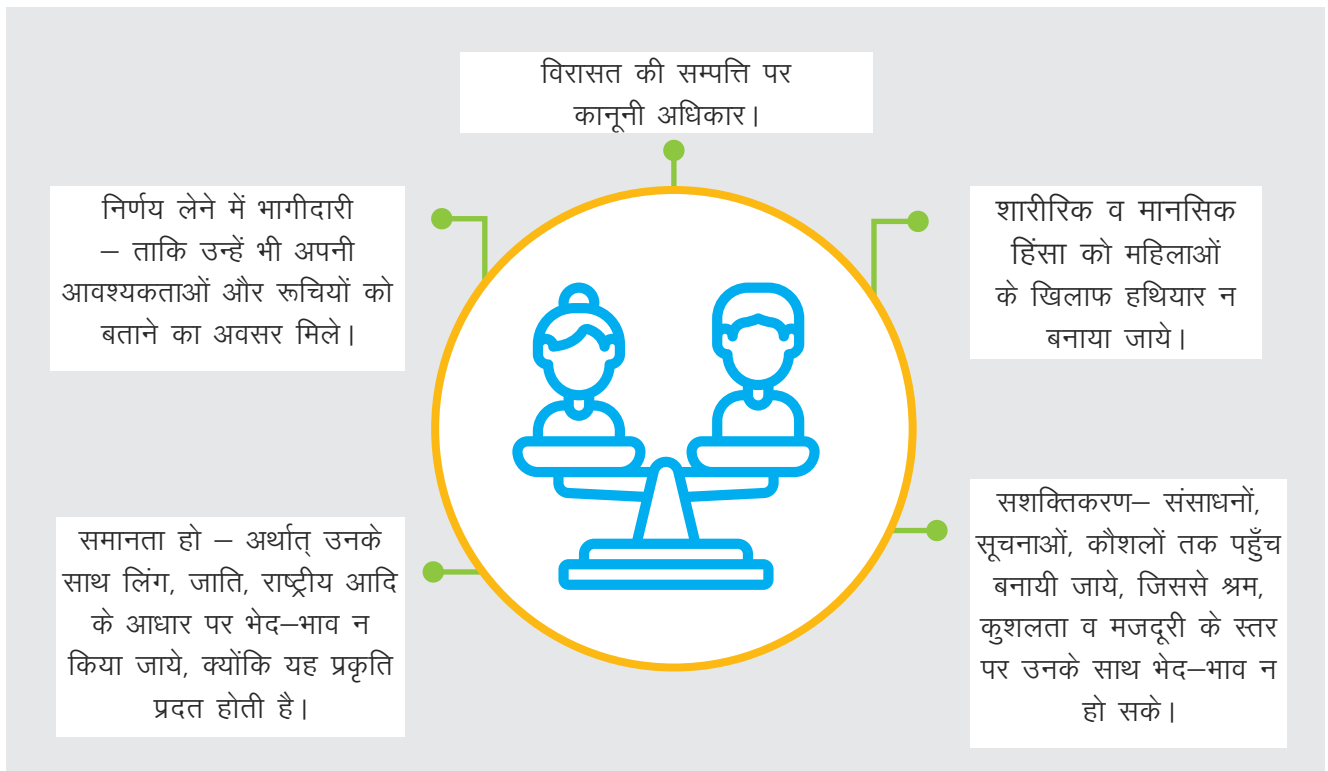 विरासत की सम्पत्ति पर
कानूनी अधिकार।
निर्णय लेने में भागीदारी
– ताकि उन्हें भी अपनी
आवश्यकताओं और रूचियों को
बताने का अवसर मिले।
शारीरिक व मानसिक
हिंसा को महिलाओं
के खिलाफ हथियार न
बनाया जाये।
समानता हो – अर्थात् उनके
साथ लिंग, जाति, राष्ट्रीय आदि
के आधार पर भेद–भाव न
किया जाये, क्योंकि यह प्रकृति
प्रदत होती है।
सशक्तिकरण– संसाधनों,
सूचनाओं, कौशलों तक पहुँच
बनायी जाये, जिससे श्रम,
कुशलता व मजदूरी के स्तर
पर उनके साथ भेद–भाव न
हो सके।